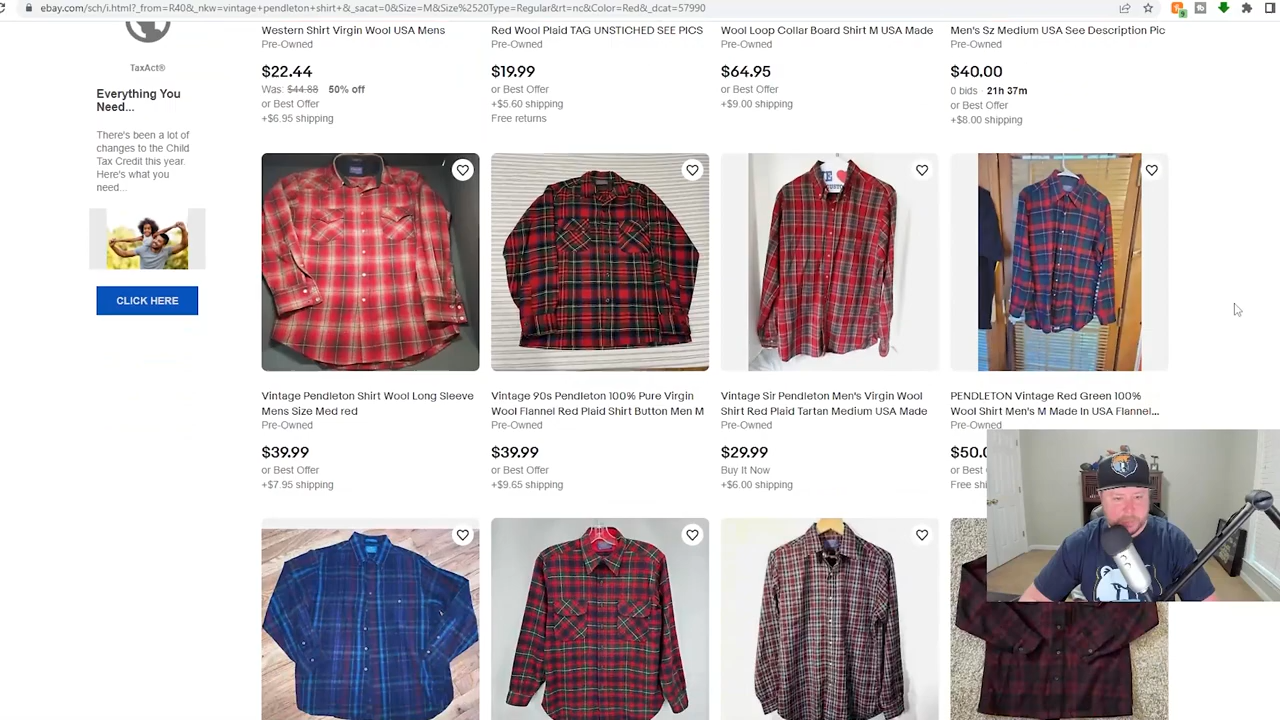 ebay.com/sch/i.html?_from=R40&_nkw=vintage+pendleton+shirt+&_sacat=0&Size=M&Size%2520Type=Regular&rt=nc&Color=Red&_dcat=57990
9
TaxAct®
Everything You
Need...
There's been a lot of
changes to the Child
Tax Credit this year.
Here's what you
need...
CLICK HERE
Western Shirt Virgin Wool USA Mens
Pre-Owned
$22.44
Was: $44.88 50% off
or Best Offer
+$6.95 shipping
Red Wool Plaid TAG UNSTICHED SEE PICS
Pre-Owned
$19.99
or Best Offer
+$5.60 shipping
Free returns
Wool Loop Collar Board Shirt M USA Made
Pre-Owned
$64.95
or Best Offer
+$9.00 shipping
Men's Sz Medium USA See Description Pic
Pre-Owned
$40.00
0 bids · 21h 37m
or Best Offer
+$8.00 shipping
Vintage Pendleton Shirt Wool Long Sleeve
Mens Size Med red
Pre-Owned
$39.99
or Best Offer
+$7.95 shipping
Vintage 90s Pendleton 100% Pure Virgin
Wool Flannel Red Plaid Shirt Button Men M
Pre-Owned
$39.99
or Best Offer
+$9.65 shipping
Vintage Sir Pendleton Men's Virgin Wool
Shirt Red Plaid Tartan Medium USA Made
Pre-Owned
$29.99
Buy It Now
+$6.00 shipping
PENDLETON Vintage Red Green 100%
Wool Shirt Men's M Made In USA Flannel...
Pre-Owned
$50.0
or Best
Free